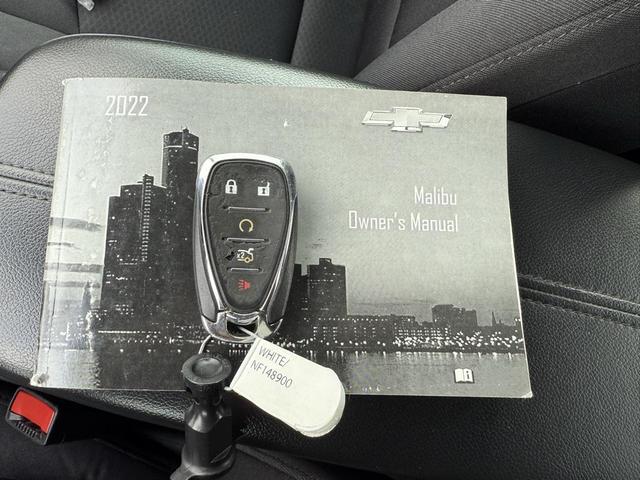 2022
Malibu
Owner's Manual
WHITE/
NF148900